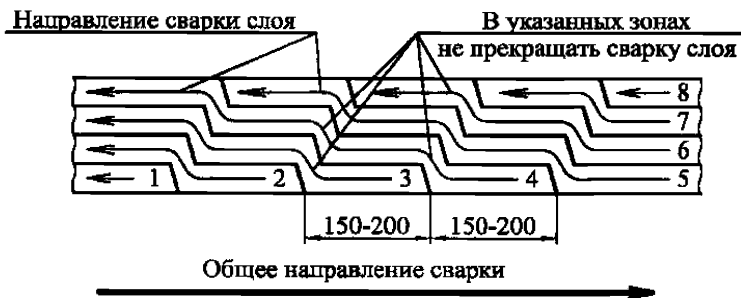 Направление сварки слоя
В указанных зонах
не прекращать сварку слоя
8
7
6
1 2 3 4 5
150-200 150-200
Общее направление сварки